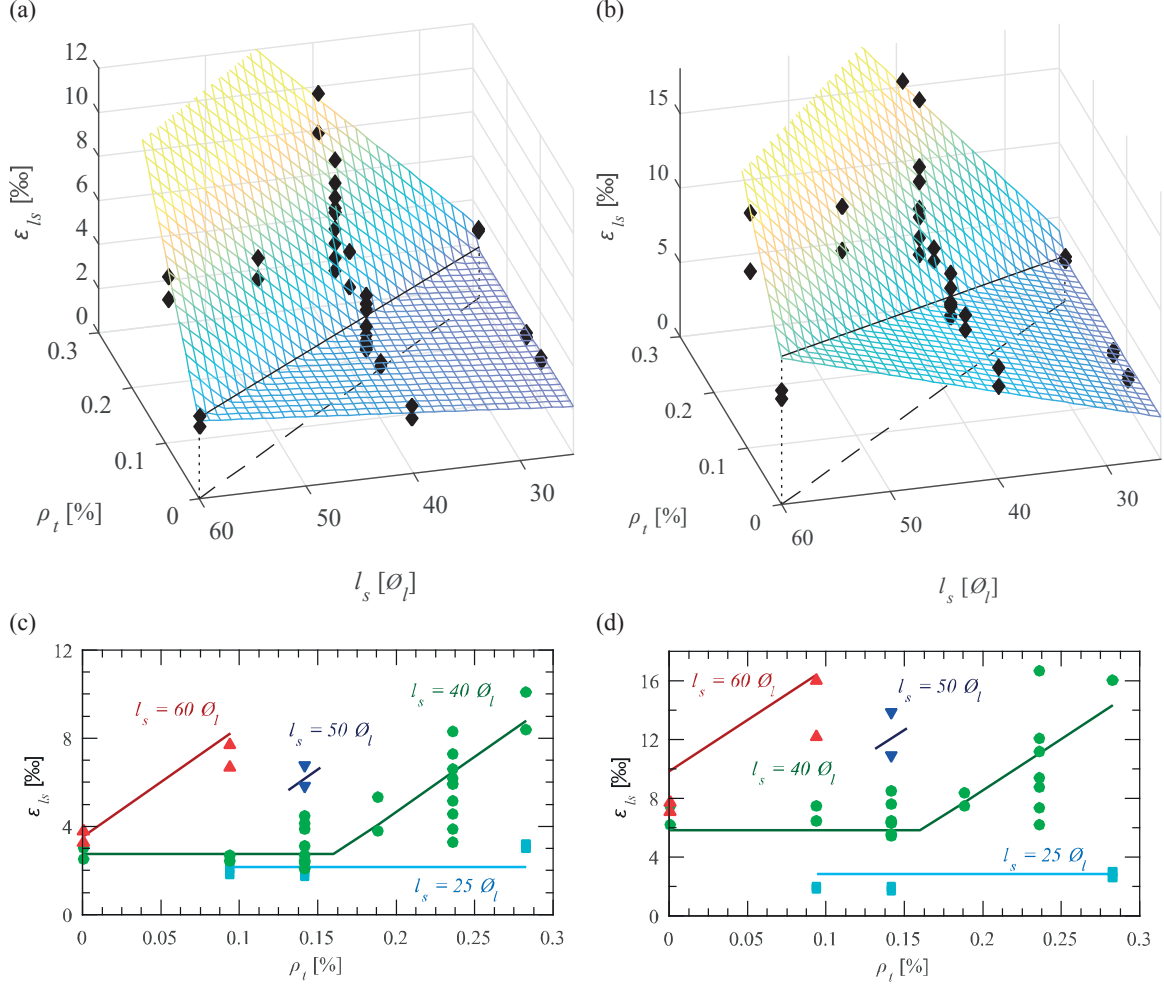 (a)
(b)
12
10
8
6
4
2
0
0.3
0.2
0.1
0
60
50
40
30
ε_ls [‰]
ρ_t [%]
l_s [Ø_l]
15
10
5
0
0.3
0.2
0.1
0
60
50
40
30
ε_ls [‰]
ρ_t [%]
l_s [Ø_l]
(c)
12
8
4
0
0
0.05
0.1
0.15
0.2
0.25
0.3
ε_ls [‰]
ρ_t [%]
l_s = 60 Ø_l
l_s = 50 Ø_l
l_s = 40 Ø_l
l_s = 25 Ø_l
(d)
16
12
8
4
0
0
0.05
0.1
0.15
0.2
0.25
0.3
ε_ls [‰]
ρ_t [%]
l_s = 60 Ø_l
l_s = 50 Ø_l
l_s = 40 Ø_l
l_s = 25 Ø_l